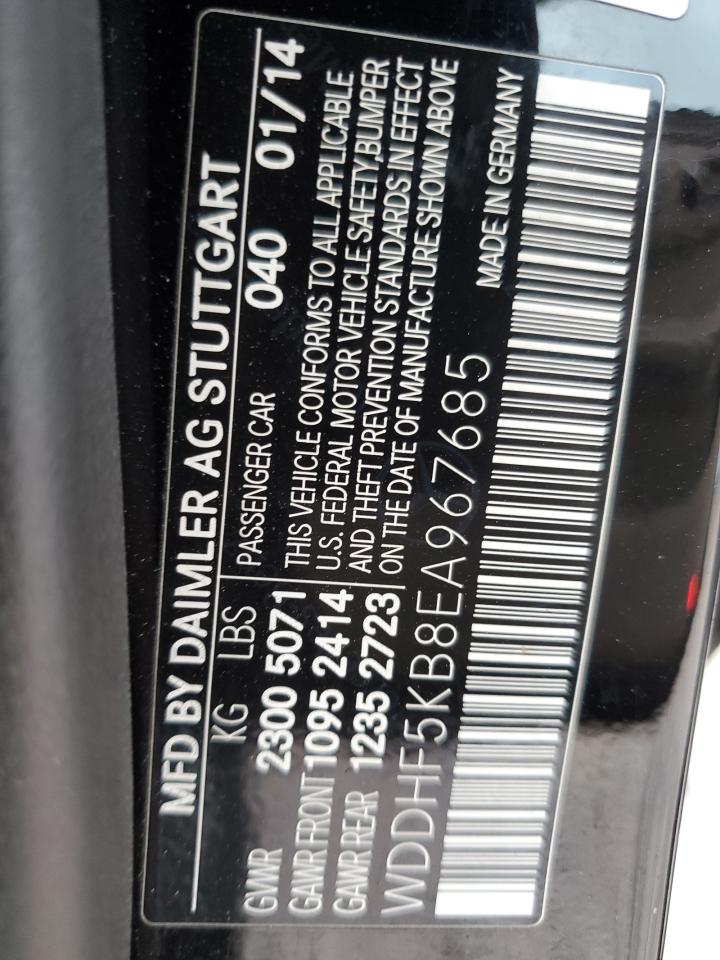 MFD BY DAIMLER AG STUTTGART
KG LBS PASSENGER CAR 040 01/14
GVWR 2300 5071
GAWR FRONT 1095 2414
GAWR REAR 1235 2723
THIS VEHICLE CONFORMS TO ALL APPLICABLE
U.S. FEDERAL MOTOR VEHICLE SAFETY,BUMPER
AND THEFT PREVENTION STANDARDS IN EFFECT
ON THE DATE OF MANUFACTURE SHOWN ABOVE
WDDHF5KB8EA967685 MADE IN GERMANY